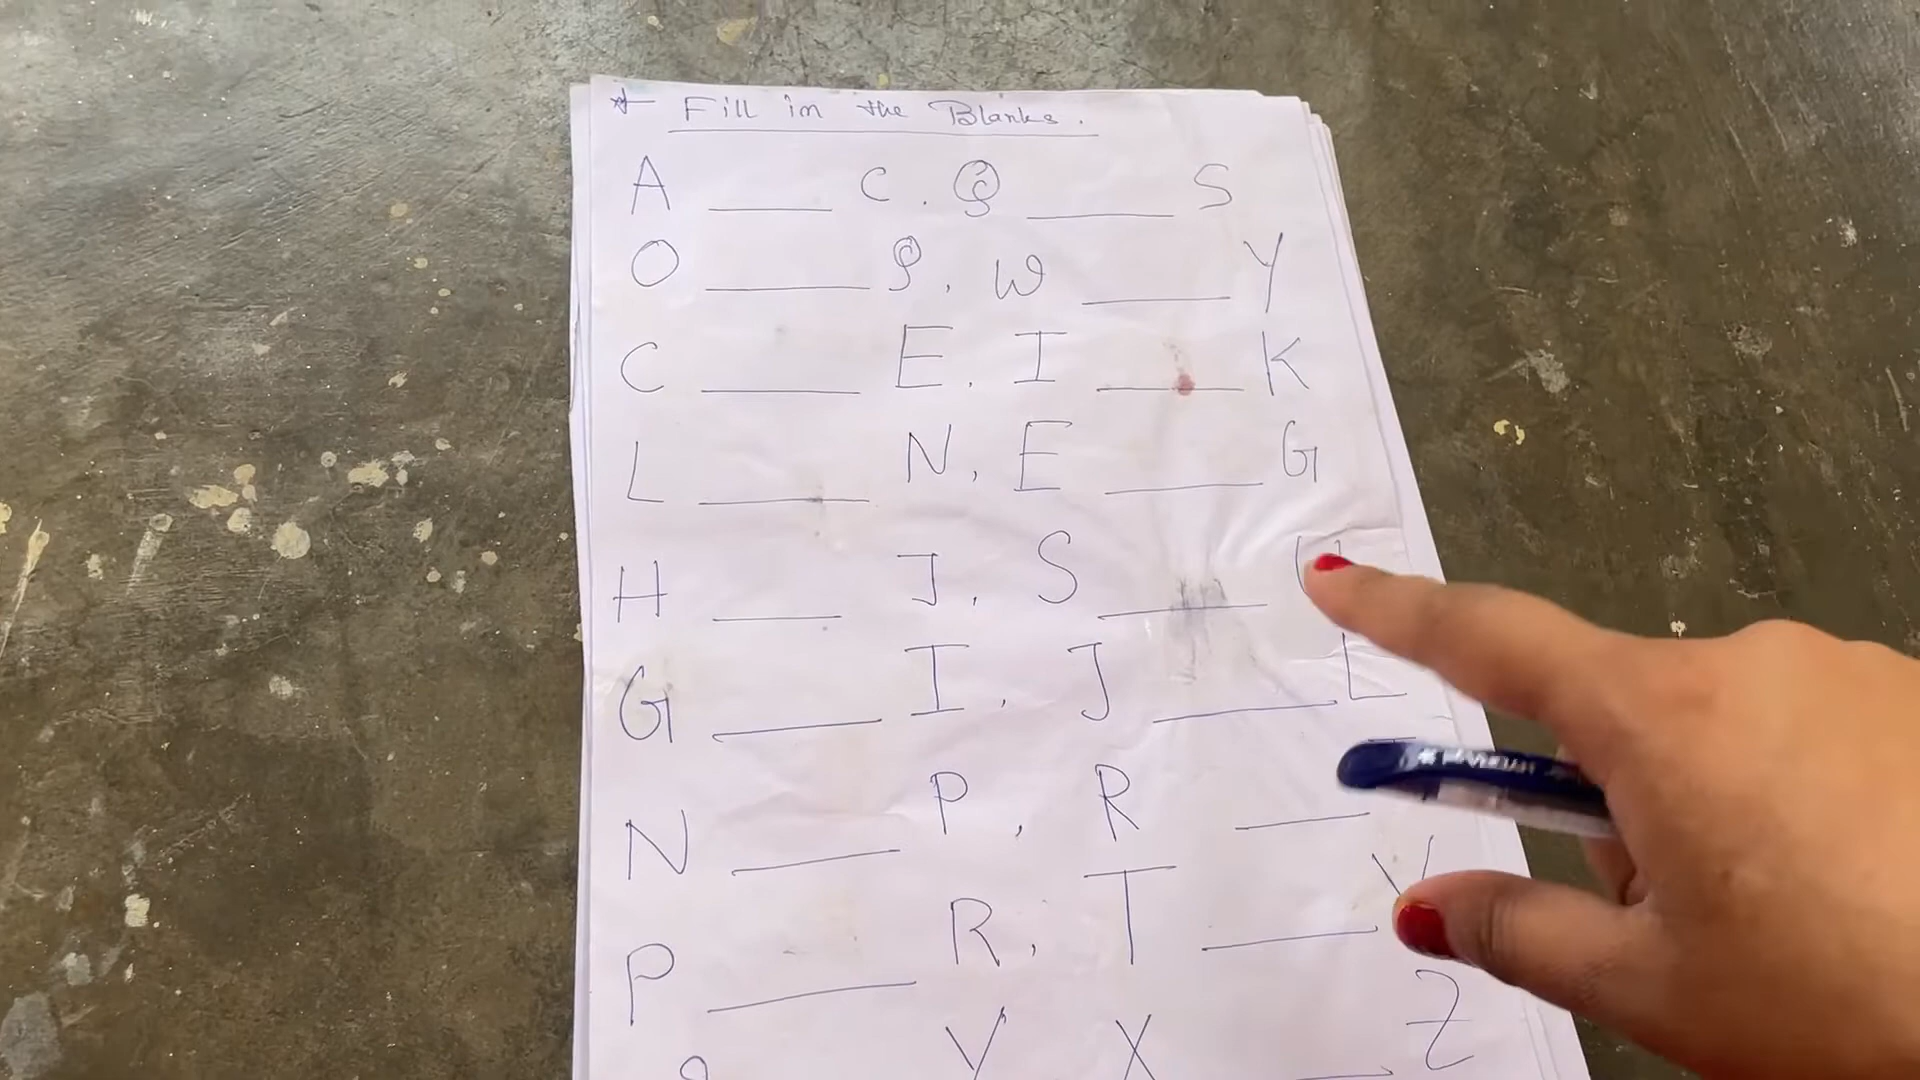 * Fill in the Blanks.
A ____ C. Q ____ S
O ____ Q. W ____ Y
C ____ E. I ____ K
L ____ N, E ____ G
H ____ J. S ____ U
G ____ I. J ____ L
N ____ P, R ____
P ____ R, T ____ V
V X ____ Z